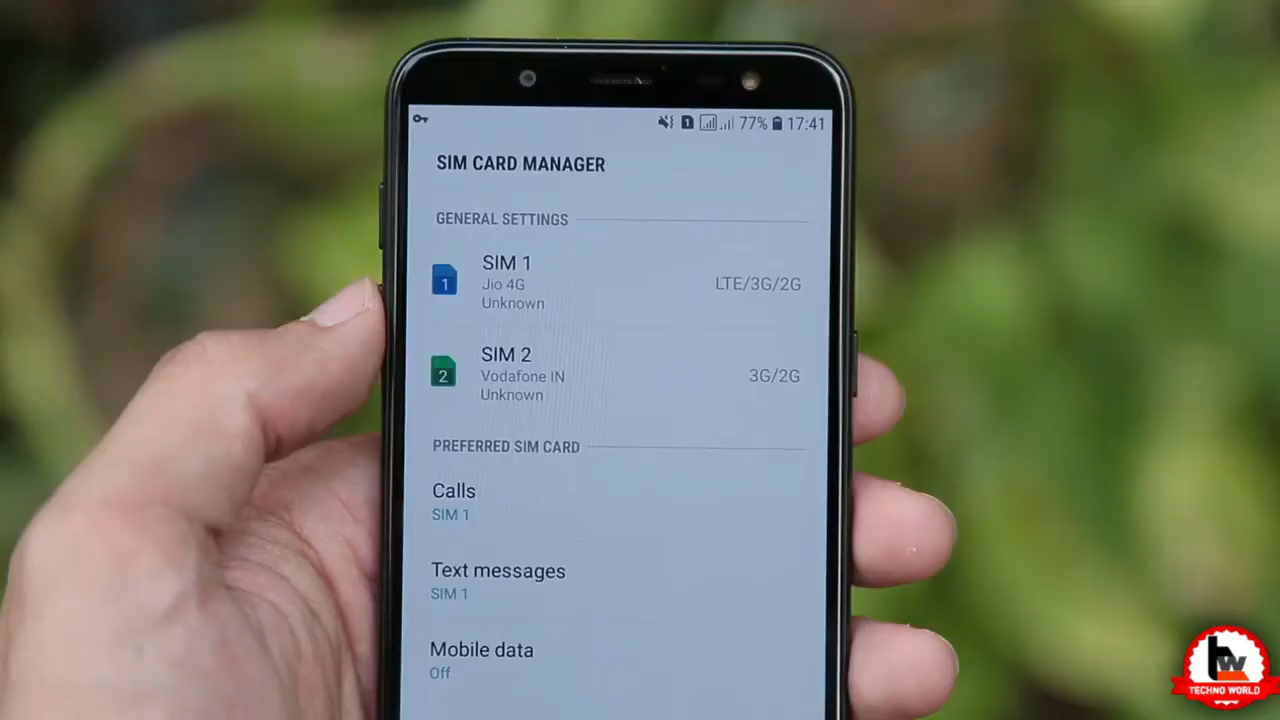 1 77% 17:41
SIM CARD MANAGER
GENERAL SETTINGS
SIM 1
1
Jio 4G
LTE/3G/2G
Unknown
SIM 2
2
Vodafone IN
3G/2G
Unknown
PREFERRED SIM CARD
Calls
SIM 1
Text messages
SIM 1
Mobile data
Off
tw
TECHNO WORLD